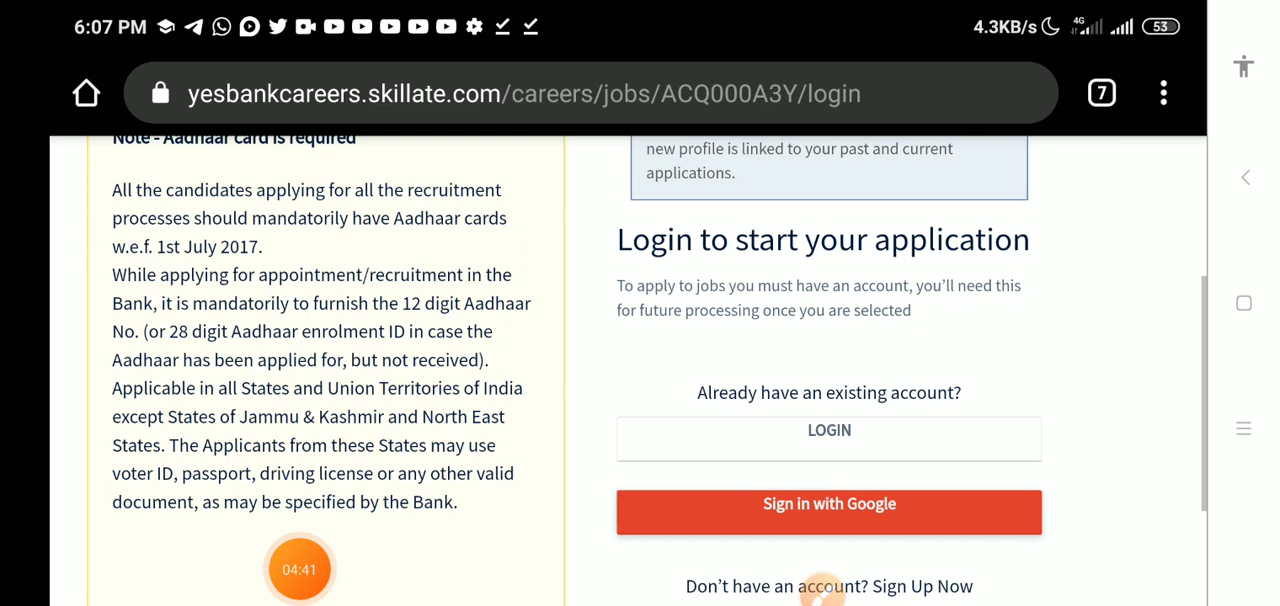 6:07 PM
4.3KB/s 4G 53
yesbankcareers.skillate.com/careers/jobs/ACQ000A3Y/login
7
Note - Aadhaar card is required
All the candidates applying for all the recruitment
processes should mandatorily have Aadhaar cards
w.e.f. 1st July 2017.
While applying for appointment/recruitment in the
Bank, it is mandatorily to furnish the 12 digit Aadhaar
No. (or 28 digit Aadhaar enrolment ID in case the
Aadhaar has been applied for, but not received).
Applicable in all States and Union Territories of India
except States of Jammu & Kashmir and North East
States. The Applicants from these States may use
voter ID, passport, driving license or any other valid
document, as may be specified by the Bank.
04:41
new profile is linked to your past and current
applications.
Login to start your application
To apply to jobs you must have an account, you’ll need this
for future processing once you are selected
Already have an existing account?
LOGIN
Sign in with Google
Don’t have an account? Sign Up Now